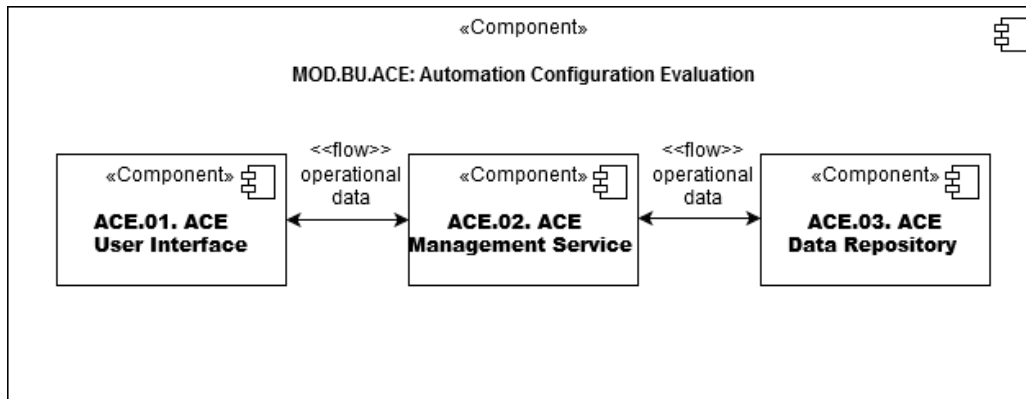 «Component»
MOD.BU.ACE: Automation Configuration Evaluation
«Component»
ACE.01. ACE
User Interface
<<flow>>
operational
data
«Component»
ACE.02. ACE
Management Service
<<flow>>
operational
data
«Component»
ACE.03. ACE
Data Repository